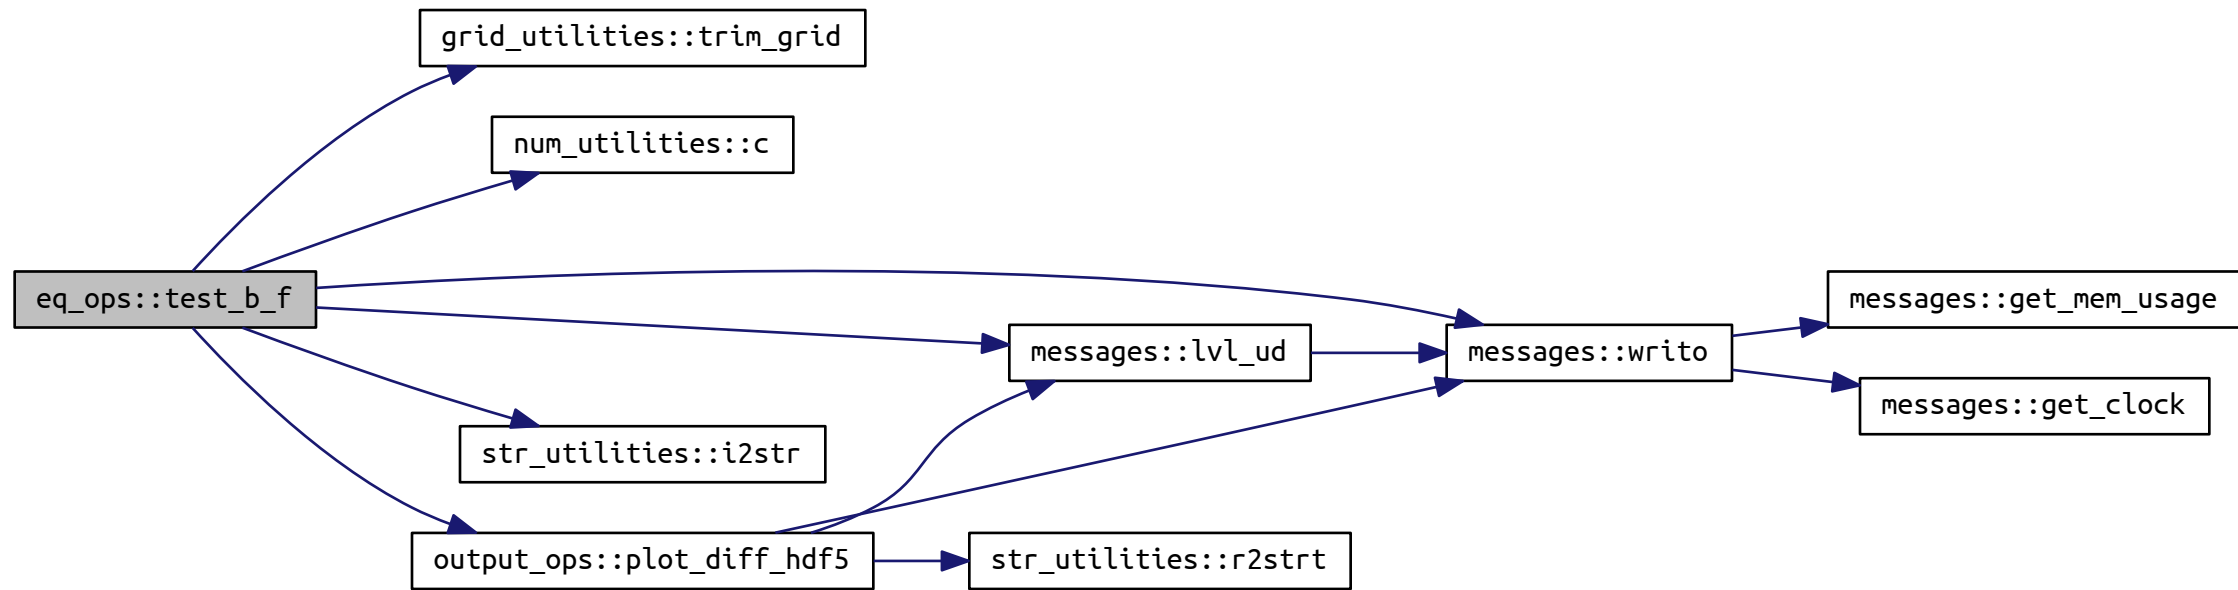 grid_utilities::trim_grid
num_utilities::c
eq_ops::test_b_f
messages::get_mem_usage
messages::lvl_ud
messages::writo
messages::get_clock
str_utilities::i2str
output_ops::plot_diff_hdf5
str_utilities::r2strt